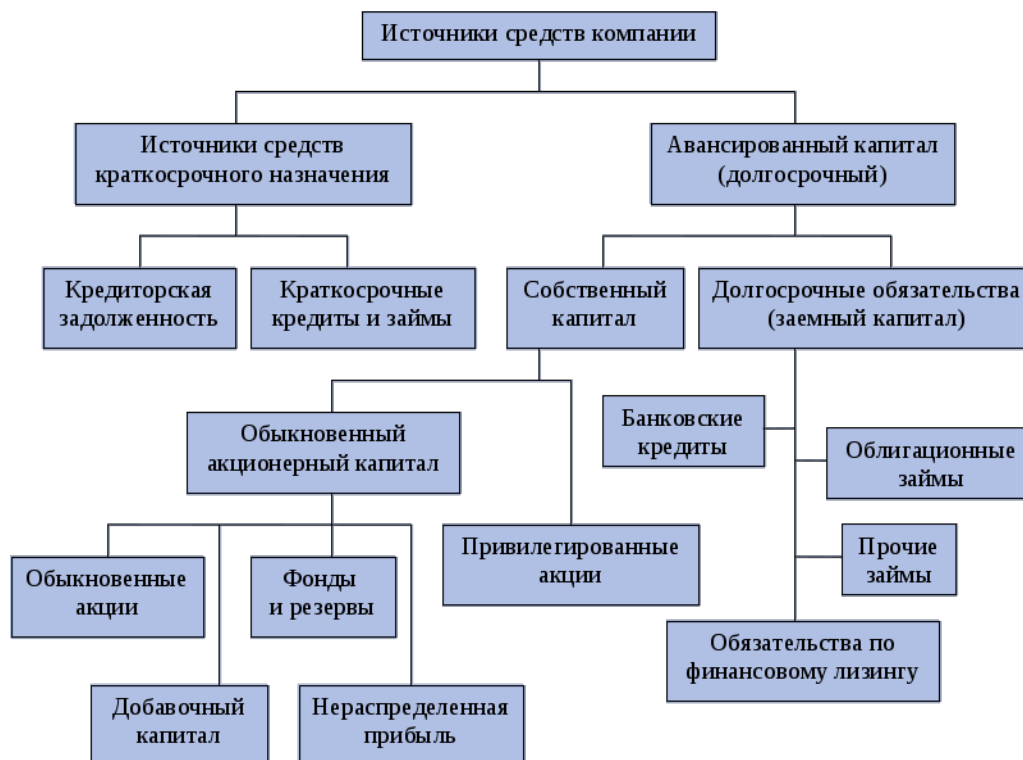 Источники средств компании
Источники средств
краткосрочного назначения
Авансированный капитал
(долгосрочный)
Кредиторская
задолженность
Краткосрочные
кредиты и займы
Собственный
капитал
Долгосрочные обязательства
(заемный капитал)
Обыкновенный
акционерный капитал
Банковские
кредиты
Облигационные
займы
Обыкновенные
акции
Фонды
и резервы
Привилегированные
акции
Прочие
займы
Обязательства по
финансовому лизингу
Добавочный
капитал
Нераспределенная
прибыль